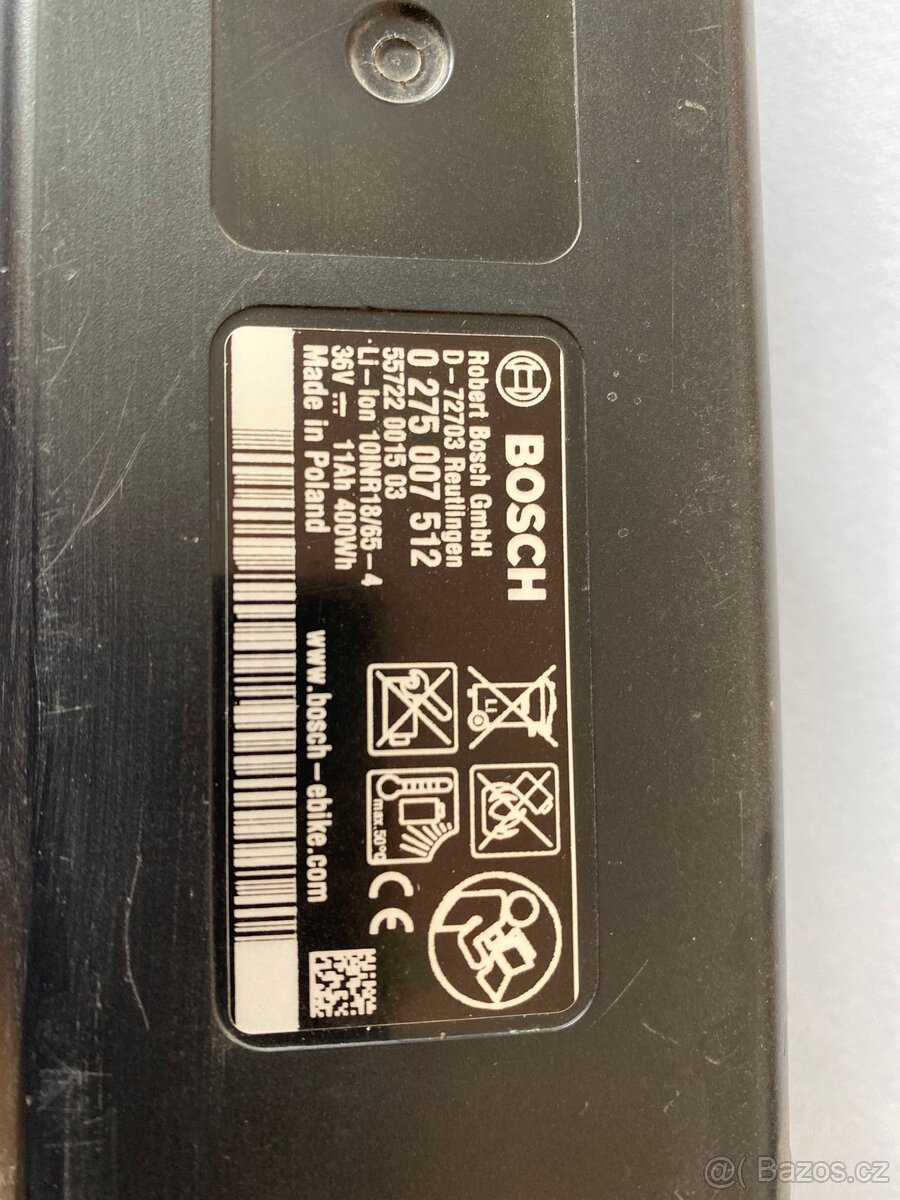 BOSCH
Robert Bosch GmbH
D-72703 Reutlingen
0 275 007 512
55722 0015 03
Li-Ion 10INR18/65-4
36V 11Ah 400Wh
Made in Poland
www.bosch-ebike.com
Li
max. 50°C
CE
@( Bazos.cz